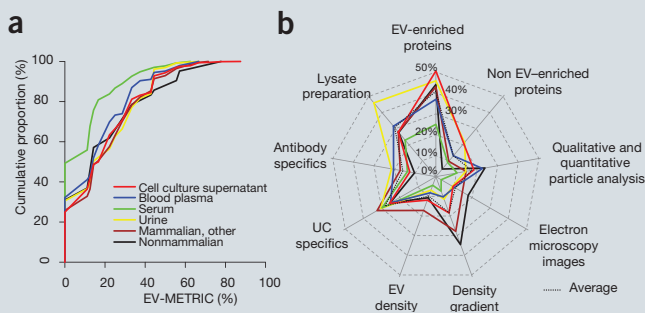 a
Cumulative proportion (%)
100
80
60
40
20
0
0
20
40
60
80
100
EV-METRIC (%)
Cell culture supernatant
Blood plasma
Serum
Urine
Mammalian, other
Nonmammalian
b
EV-enriched
proteins
50%
40%
30%
20%
10%
0%
Non EV–enriched
proteins
Qualitative and
quantitative
particle analysis
Electron
microscopy
images
Density
gradient
EV
density
UC
specifics
Antibody
specifics
Lysate
preparation
Average